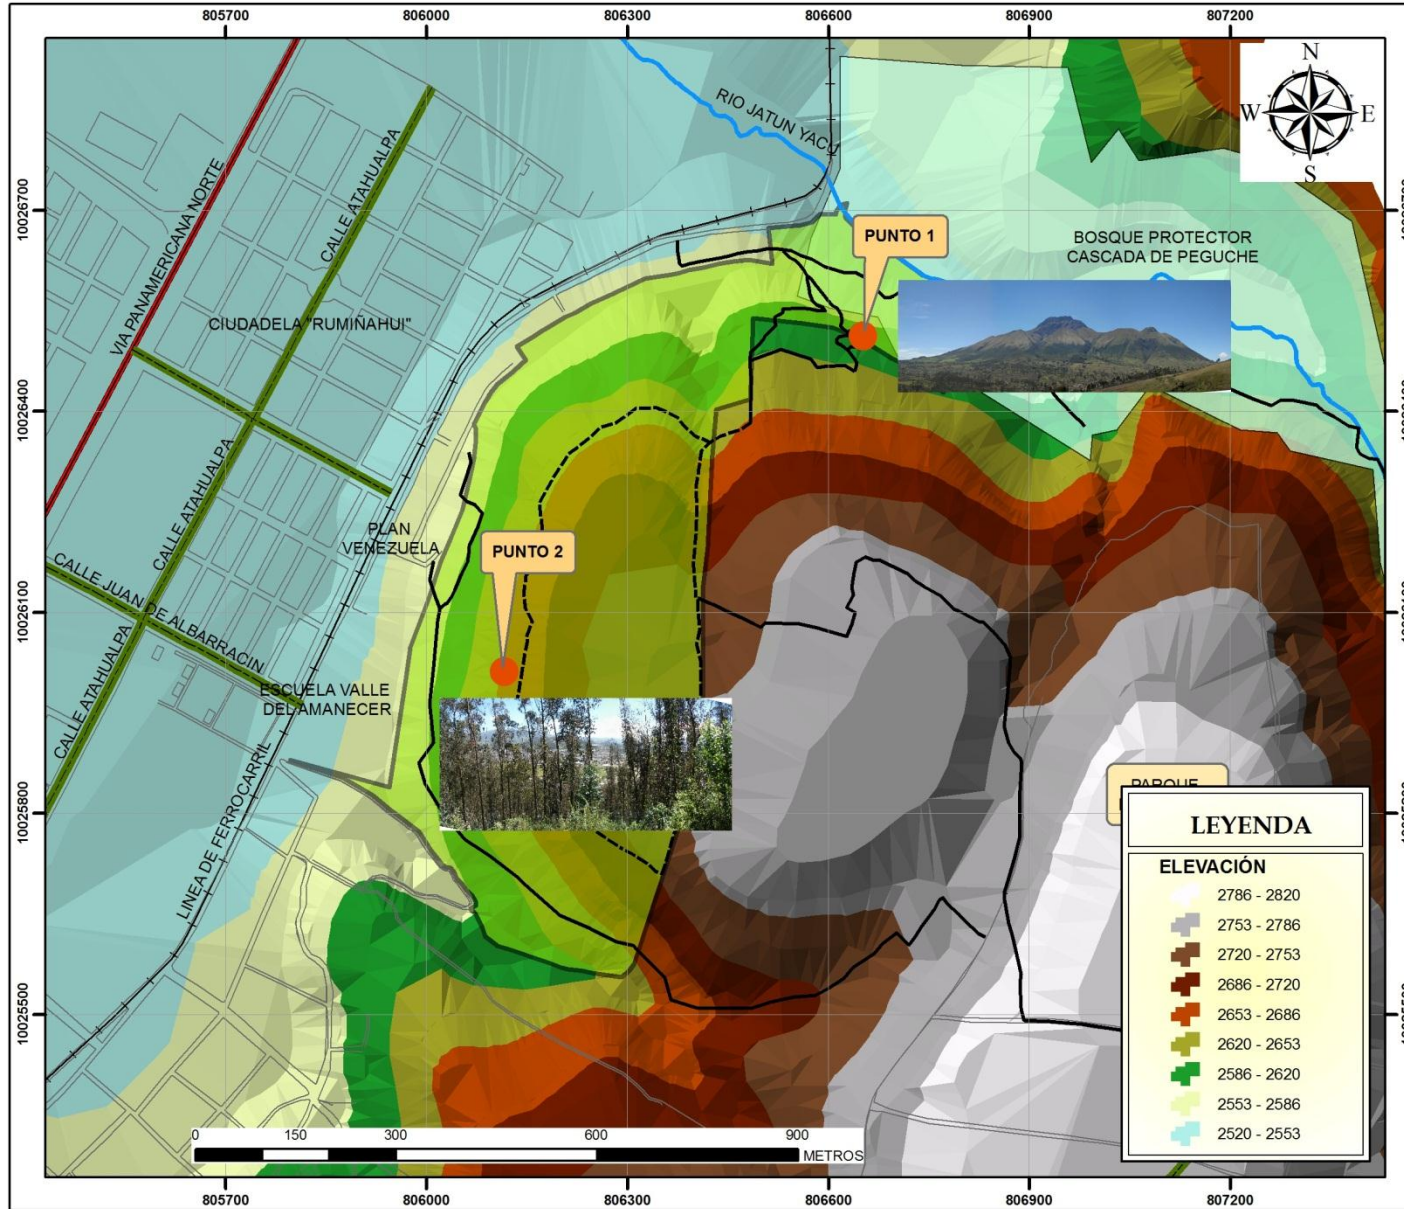 805700
806000
806300
806600
806900
807200
N
W
E
S
RIO JATUN YACU
VIA PANAMERICANA NORTE
CALLE ATAHUALPA
10026700
PUNTO 1
BOSQUE PROTECTOR
CASCADA DE PEGUCHE
CIUDADELA "RUMIÑAHUI"
10026400
CALLE ATAHUALPA
PLAN
VENEZUELA
PUNTO 2
CALLE JUAN DE ALBARRACIN
10026100
CALLE ATAHUALPA
ESCUELA VALLE
DEL AMANECER
LINEA DE FERROCARRIL
10025800
PARQUE
LEYENDA
ELEVACIÓN
2786 - 2820
2753 - 2786
2720 - 2753
2686 - 2720
2653 - 2686
2620 - 2653
2586 - 2620
2553 - 2586
2520 - 2553
10025500
0
150
300
600
900
METROS
805700
806000
806300
806600
806900
807200